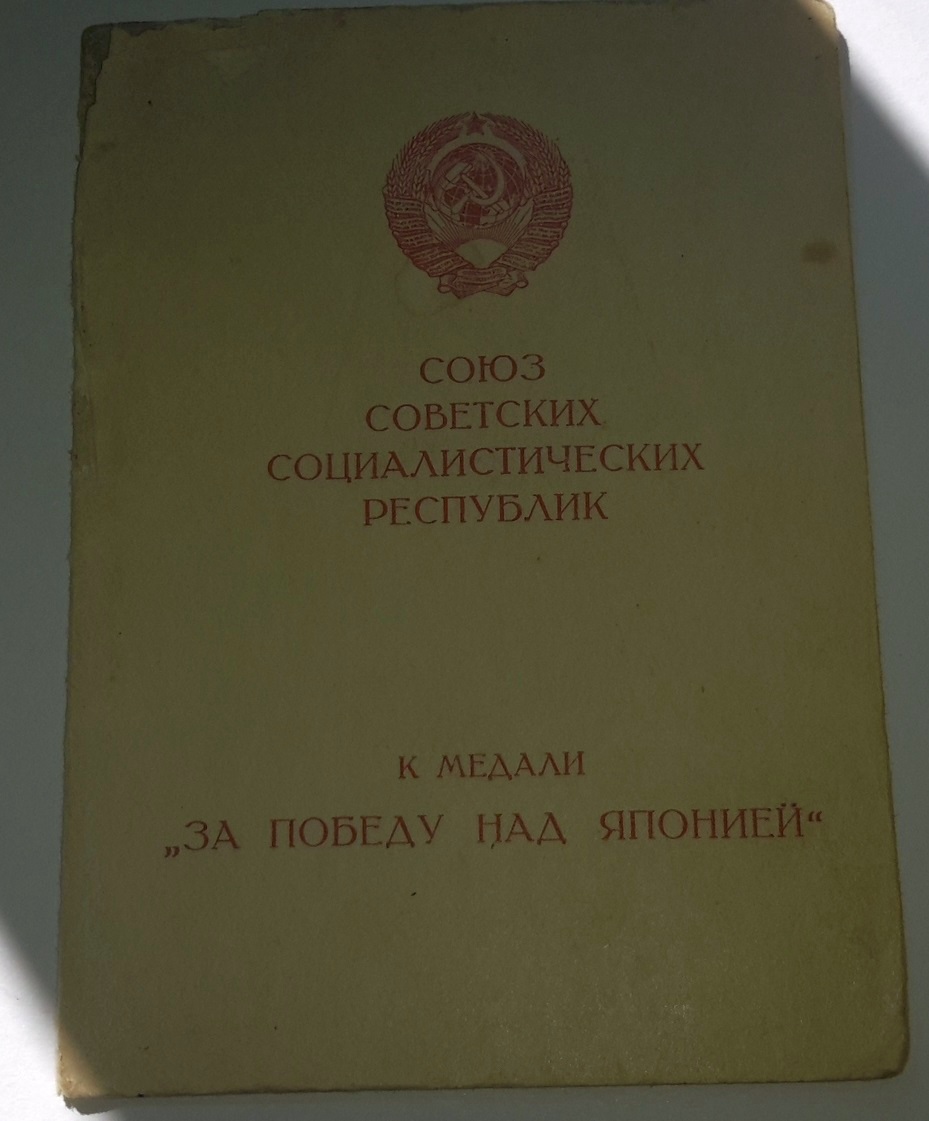 СОЮЗ
СОВЕТСКИХ
СОЦИАЛИСТИЧЕСКИХ
РЕСПУБЛИК
К МЕДАЛИ
„ЗА ПОБЕДУ НАД ЯПОНИЕЙ“